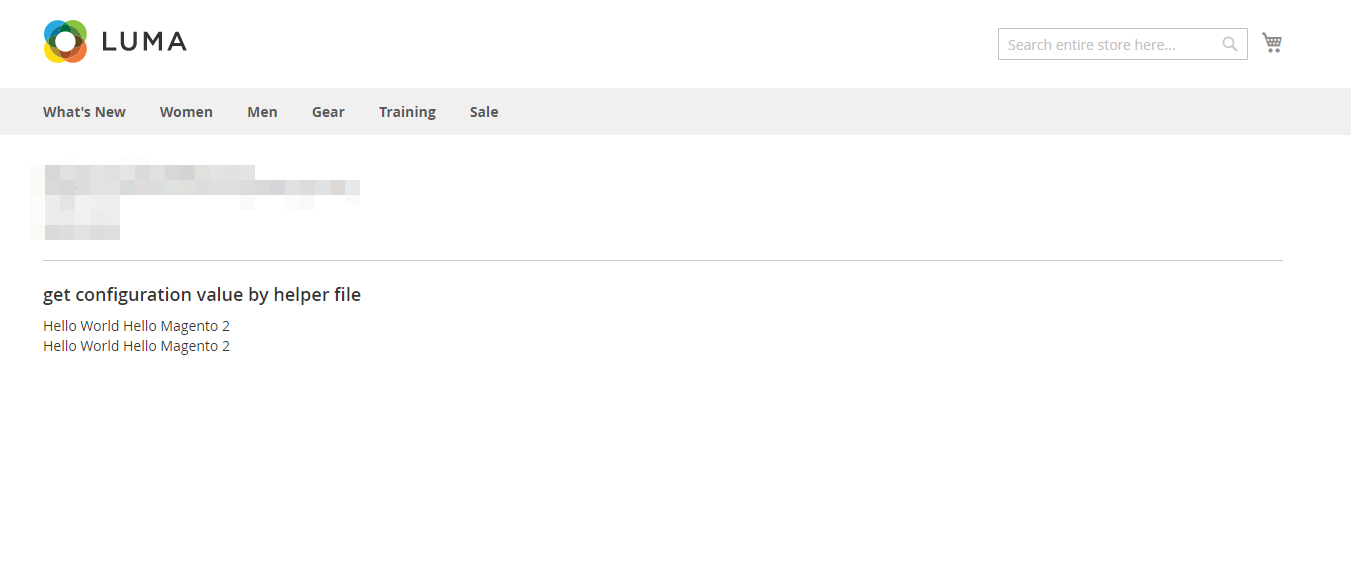 LUMA
Search entire store here...
What's New Women Men Gear Training Sale
get configuration value by helper file
Hello World Hello Magento 2
Hello World Hello Magento 2